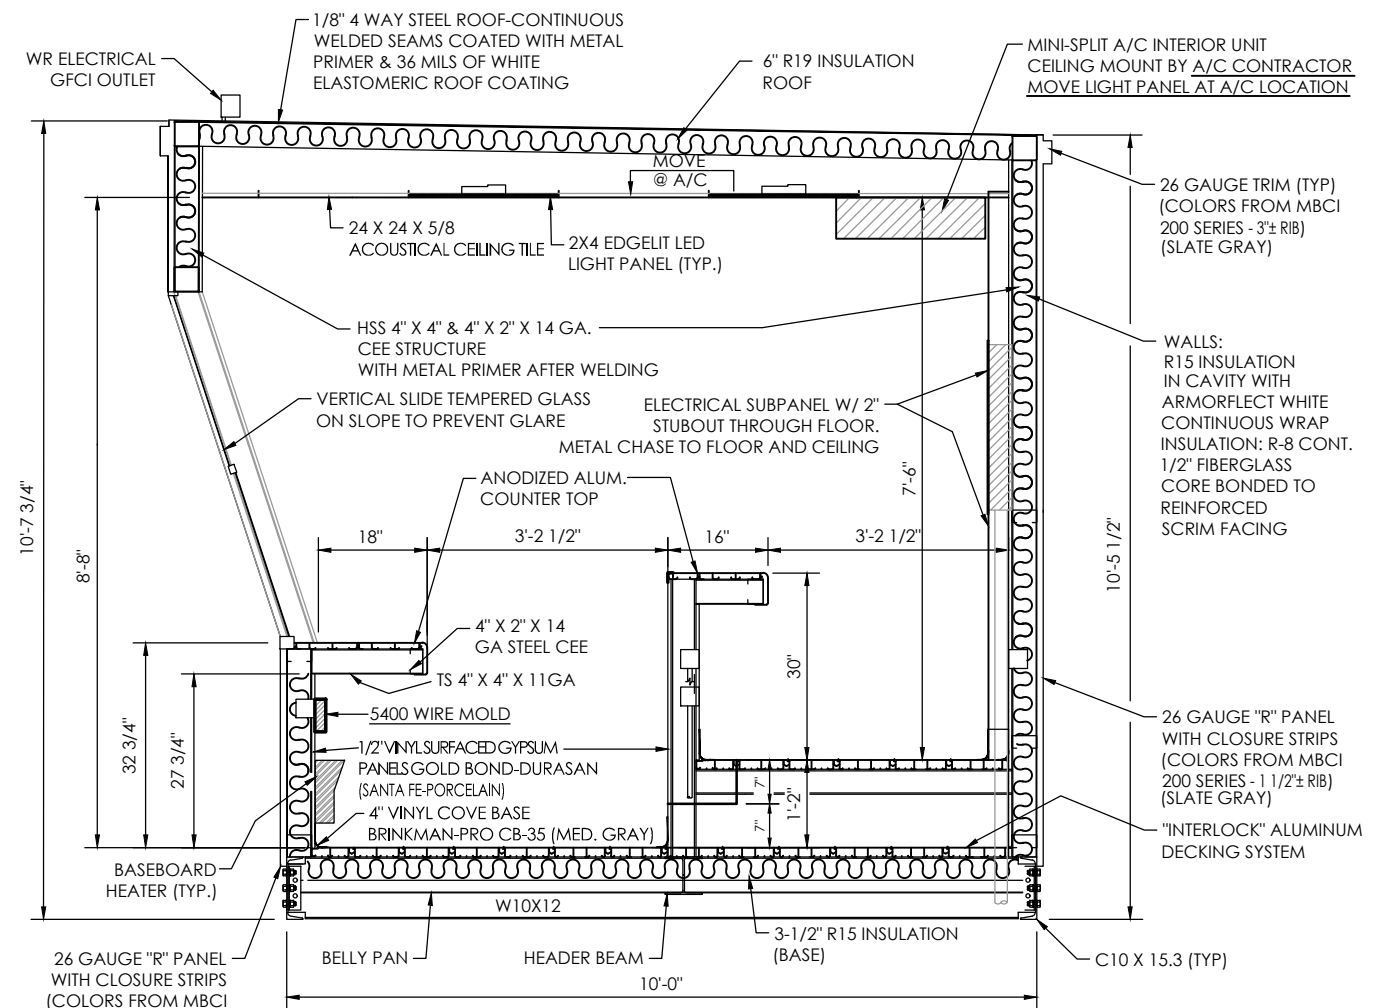 1/8" 4 WAY STEEL ROOF-CONTINUOUS
WELDED SEAMS COATED WITH METAL
PRIMER & 36 MILS OF WHITE
ELASTOMERIC ROOF COATING
WR ELECTRICAL
GFCI OUTLET
6" R19 INSULATION
ROOF
MINI-SPLIT A/C INTERIOR UNIT
CEILING MOUNT BY A/C CONTRACTOR
MOVE LIGHT PANEL AT A/C LOCATION
MOVE
@ A/C
24 X 24 X 5/8
ACOUSTICAL CEILING TILE
2X4 EDGELIT LED
LIGHT PANEL (TYP.)
26 GAUGE TRIM (TYP)
(COLORS FROM MBCI
200 SERIES - 3"± RIB)
(SLATE GRAY)
HSS 4" X 4" & 4" X 2" X 14 GA.
CEE STRUCTURE
WITH METAL PRIMER AFTER WELDING
WALLS:
R15 INSULATION
IN CAVITY WITH
ARMORFLECT WHITE
CONTINUOUS WRAP
INSULATION: R-8 CONT.
1/2" FIBERGLASS
CORE BONDED TO
REINFORCED
SCRIM FACING
VERTICAL SLIDE TEMPERED GLASS
ON SLOPE TO PREVENT GLARE
ELECTRICAL SUBPANEL W/ 2"
STUBOUT THROUGH FLOOR.
METAL CHASE TO FLOOR AND CEILING
ANODIZED ALUM.
COUNTER TOP
7'-6"
10'-7 3/4"
8'-8"
10'-5 1/2"
18"
3'-2 1/2"
16"
3'-2 1/2"
4" X 2" X 14
GA STEEL CEE
TS 4" X 4" X 11GA
30"
32 3/4"
27 3/4"
5400 WIRE MOLD
1/2" VINYL SURFACED GYPSUM
PANELS GOLD BOND-DURASAN
(SANTA FE-PORCELAIN)
4" VINYL COVE BASE
BRINKMAN-PRO CB-35 (MED. GRAY)
7"
7"
1'-2"
26 GAUGE "R" PANEL
WITH CLOSURE STRIPS
(COLORS FROM MBCI
200 SERIES - 1 1/2"± RIB)
(SLATE GRAY)
"INTERLOCK" ALUMINUM
DECKING SYSTEM
BASEBOARD
HEATER (TYP.)
W10X12
26 GAUGE "R" PANEL
WITH CLOSURE STRIPS
(COLORS FROM MBCI
BELLY PAN
HEADER BEAM
3-1/2" R15 INSULATION
(BASE)
C10 X 15.3 (TYP)
10'-0"